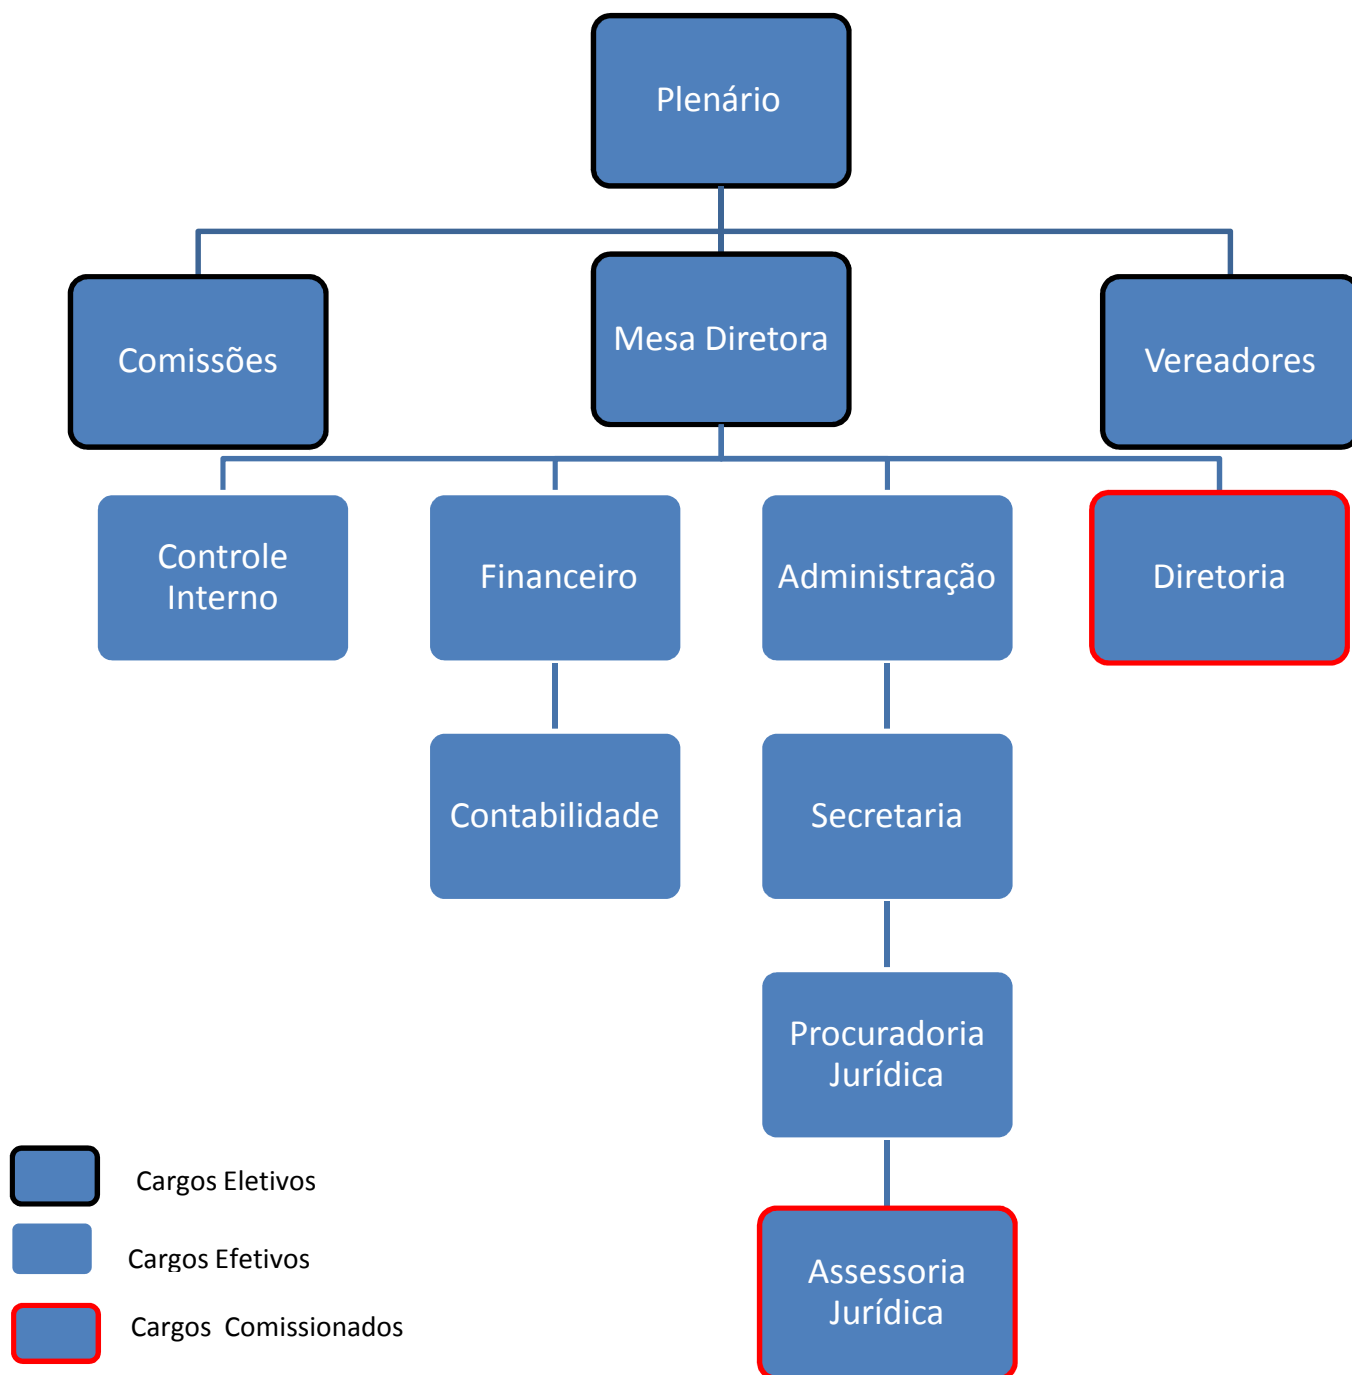 Plenário
Comissões
Mesa Diretora
Vereadores
Controle
Interno
Financeiro
Administração
Diretoria
Contabilidade
Secretaria
Procuradoria
Jurídica
Assessoria
Jurídica
Cargos Eletivos
Cargos Efetivos
Cargos  Comissionados